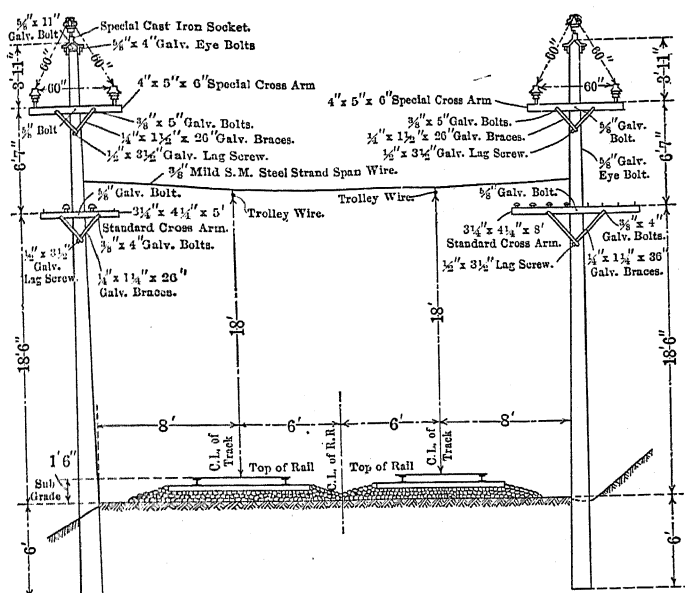 5/8" x 11"
Galv. Bolt
Special Cast Iron Socket.
5/8" x 4" Galv. Eye Bolts
60"
60"
60"
3'11"
4" x 5" x 6" Special Cross Arm
5/8" Bolt
3/8" x 5" Galv. Bolts.
1/4" x 1 1/2" x 26" Galv. Braces.
1/2" x 3 1/2" Galv. Lag Screw.
6'7"
3/8" Mild S.M. Steel Strand Span Wire.
5/8" Galv. Bolt.
Trolley Wire.
3 1/4" x 4 1/4" x 5'
Standard Cross Arm.
3/8" x 4" Galv. Bolts.
1/2" x 3 1/2"
Galv.
Lag Screw.
1/4" x 1 1/4" x 26"
Galv. Braces.
60"
60"
60"
3'11"
4" x 5" x 6" Special Cross Arm
3/8" x 5" Galv. Bolts.
1/4" x 1 1/2" x 26" Galv. Braces.
1/2" x 3 1/2" Galv. Lag Screw.
5/8" Galv.
Bolt.
5/8" Galv.
Eye Bolt.
6'7"
Trolley Wire.
5/8" Galv. Bolt.
3 1/4" x 4 1/4" x 8'
Standard Cross Arm.
1/2" x 3 1/2" Lag Screw.
3/8" x 4"
Galv. Bolts.
1/4" x 1 1/4" x 36"
Galv. Braces.
18'6"
18'
18'
18'-6"
8'
6'
6'
8'
C.L. of
Track
C.L. of R.R.
C.L. of
Track
1'6"
Sub
Grade
Top of Rail
Top of Rail
6'
6'